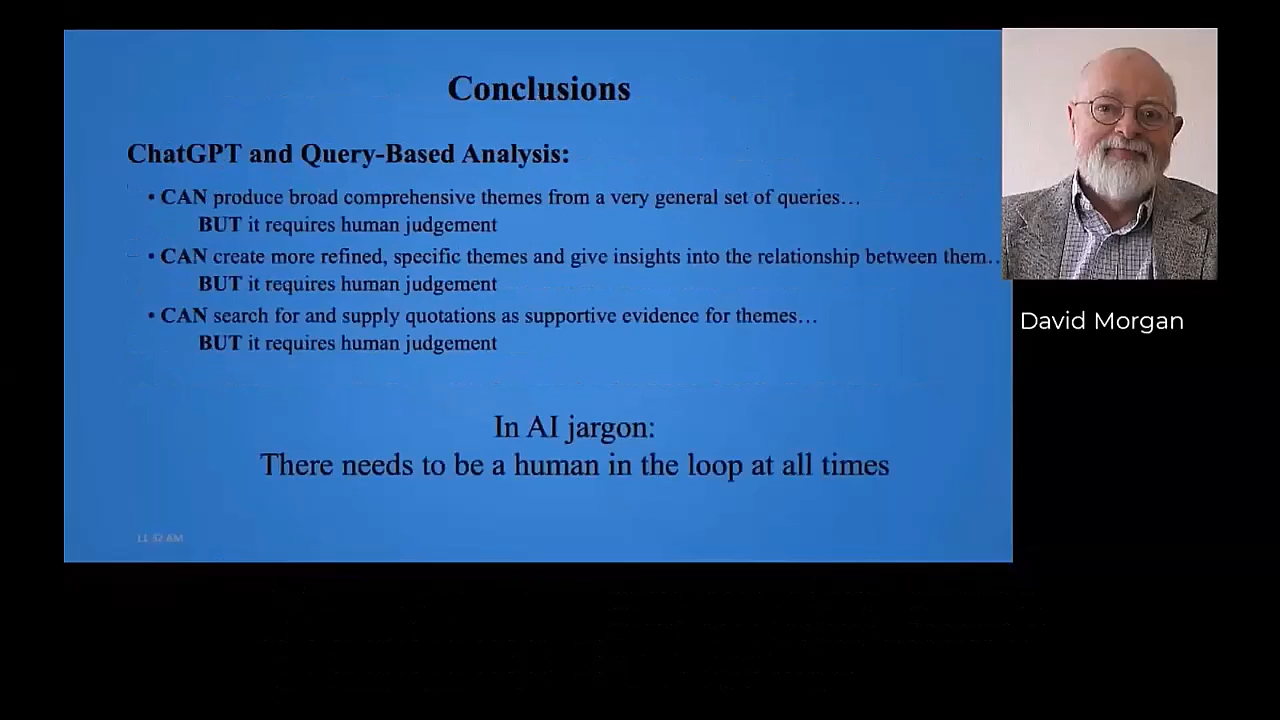 Conclusions
ChatGPT and Query-Based Analysis:
• CAN produce broad comprehensive themes from a very general set of queries…
BUT it requires human judgement
• CAN create more refined, specific themes and give insights into the relationship between them..
BUT it requires human judgement
• CAN search for and supply quotations as supportive evidence for themes…
BUT it requires human judgement
In AI jargon:
There needs to be a human in the loop at all times
11:32 AM
David Morgan